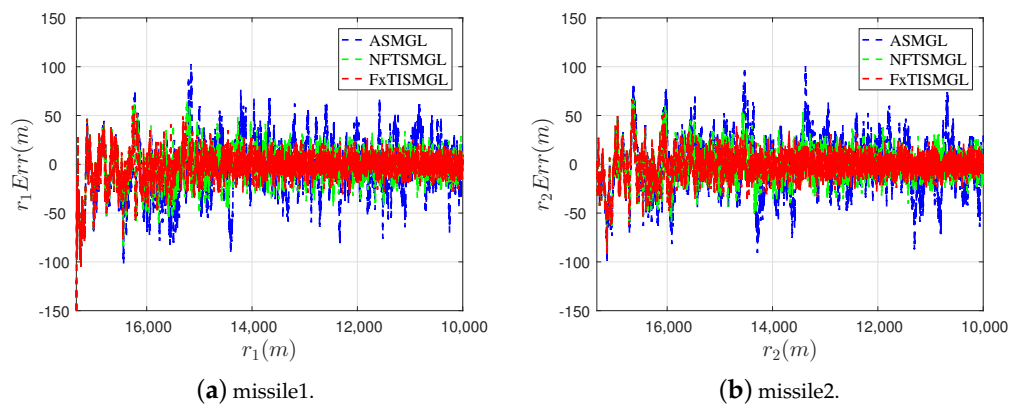 150
100
50
0
-50
-100
-150
r₁Err(m)
ASMGL
NFTSMGL
FxTISMGL
16,000 14,000 12,000 10,000
r₁(m)
(a) missile1.
150
100
50
0
-50
-100
-150
r₂Err(m)
ASMGL
NFTSMGL
FxTISMGL
16,000 14,000 12,000 10,000
r₂(m)
(b) missile2.